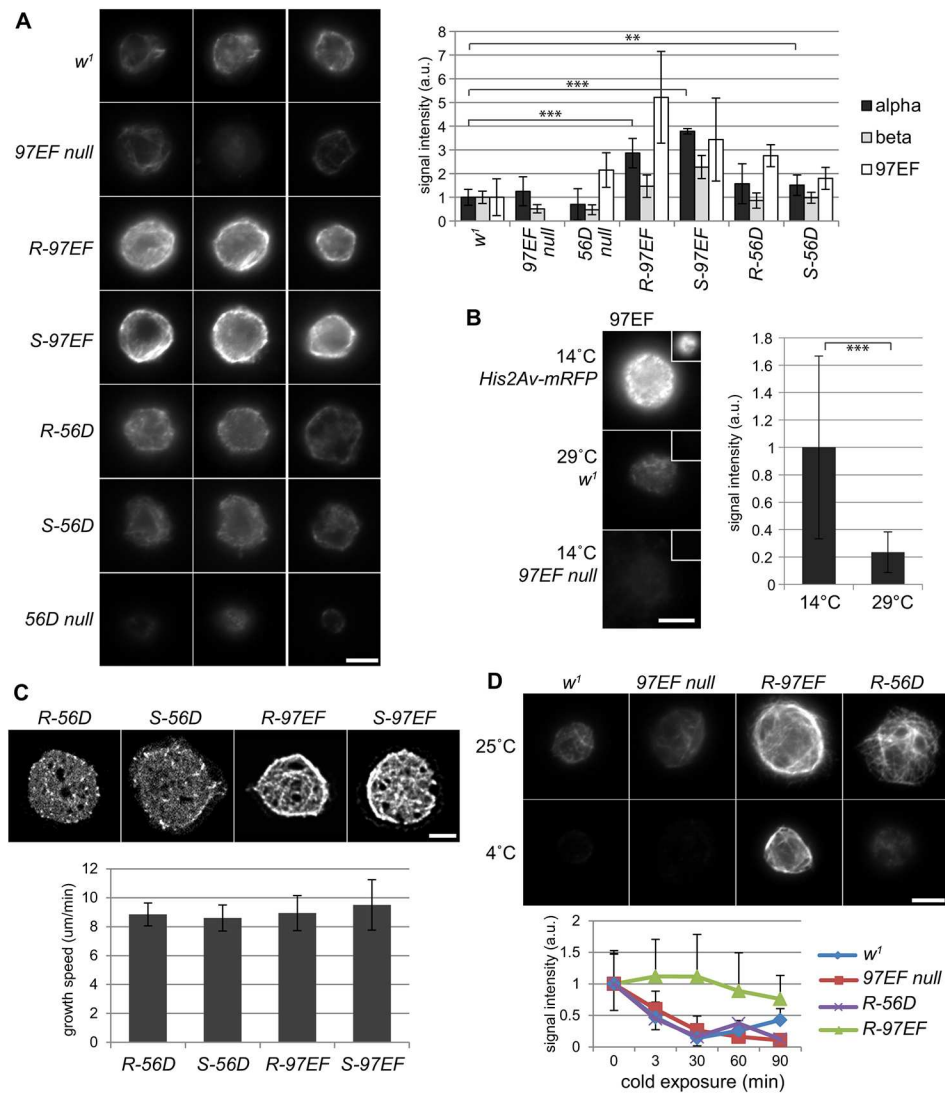 A
w¹
97EF null
R-97EF
S-97EF
R-56D
S-56D
56D null
signal intensity (a.u.)
8
7
6
5
4
3
2
1
0
**
***
***
w¹
97EF null
56D null
R-97EF
S-97EF
R-56D
S-56D
alpha
beta
97EF
B
97EF
14˚C
His2Av-mRFP
29˚C
w¹
14˚C
97EF null
signal intensity (a.u.)
1.8
1.6
1.4
1.2
1
0.8
0.6
0.4
0.2
0
***
14°C 29°C
C
R-56D S-56D R-97EF S-97EF
growth speed (um/min)
12
10
8
6
4
2
0
R-56D S-56D R-97EF S-97EF
D
w¹ 97EF null R-97EF R-56D
25˚C
4˚C
signal intensity (a.u.)
2
1.5
1
0.5
0
0 3 30 60 90
cold exposure (min)
w¹
97EF null
R-56D
R-97EF